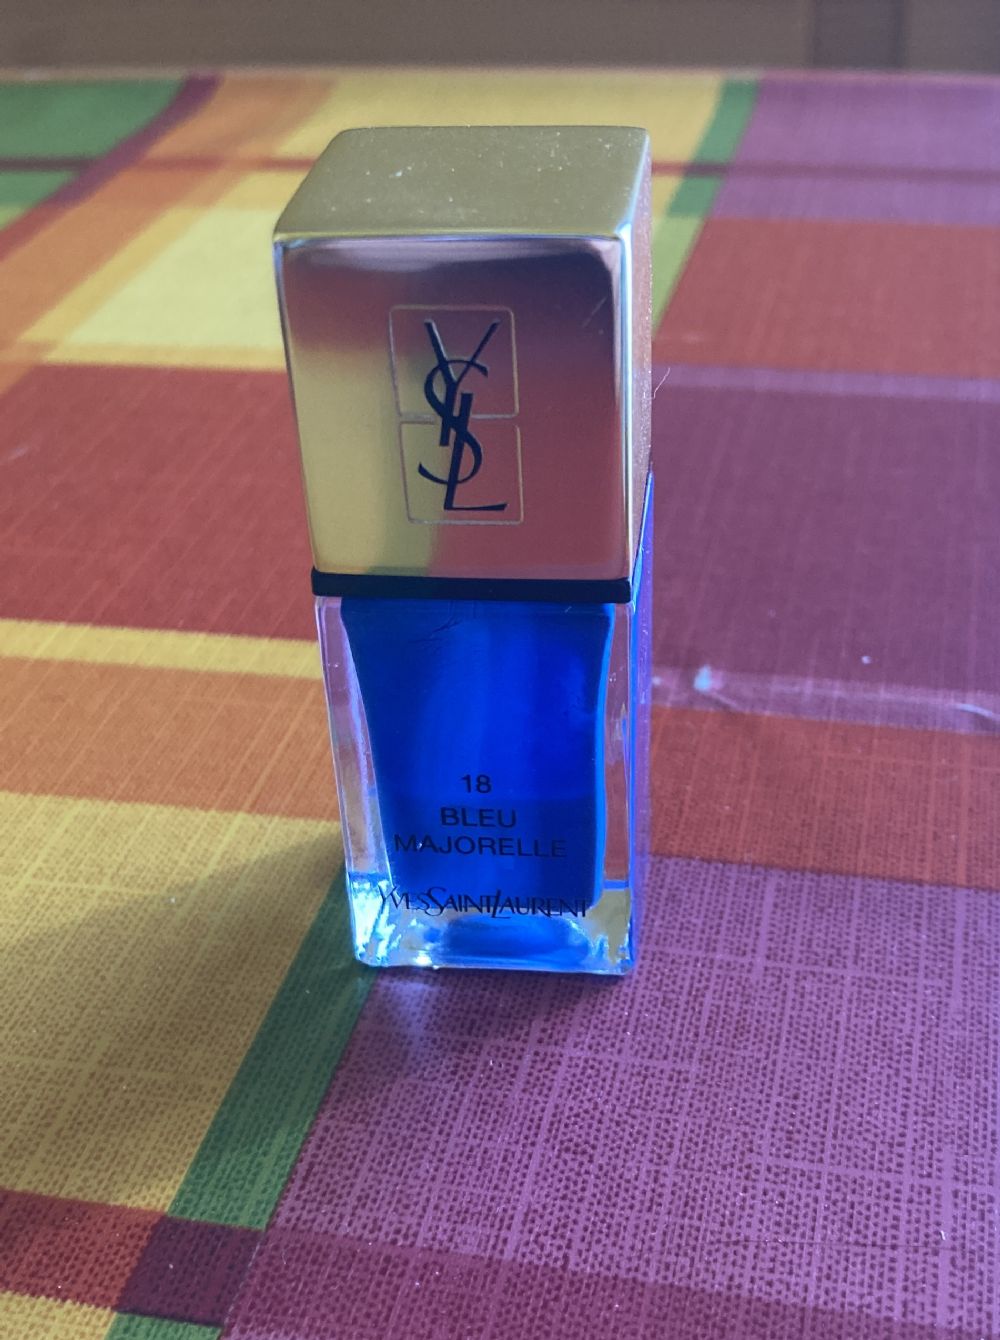 YSL
18
BLEU
MAJORELLE
YVESSAINTLAURENT